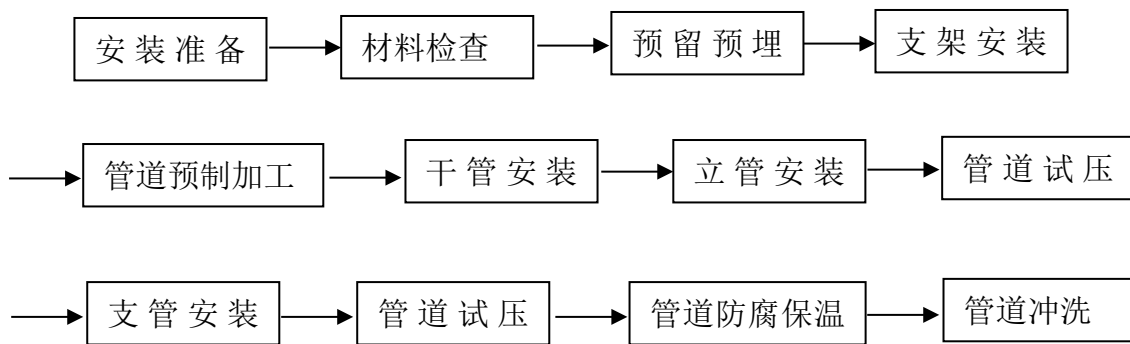 安装准备 材料检查 预留预埋 支架安装
管道预制加工 干管安装 立管安装 管道试压
支管安装 管道试压 管道防腐保温 管道冲洗